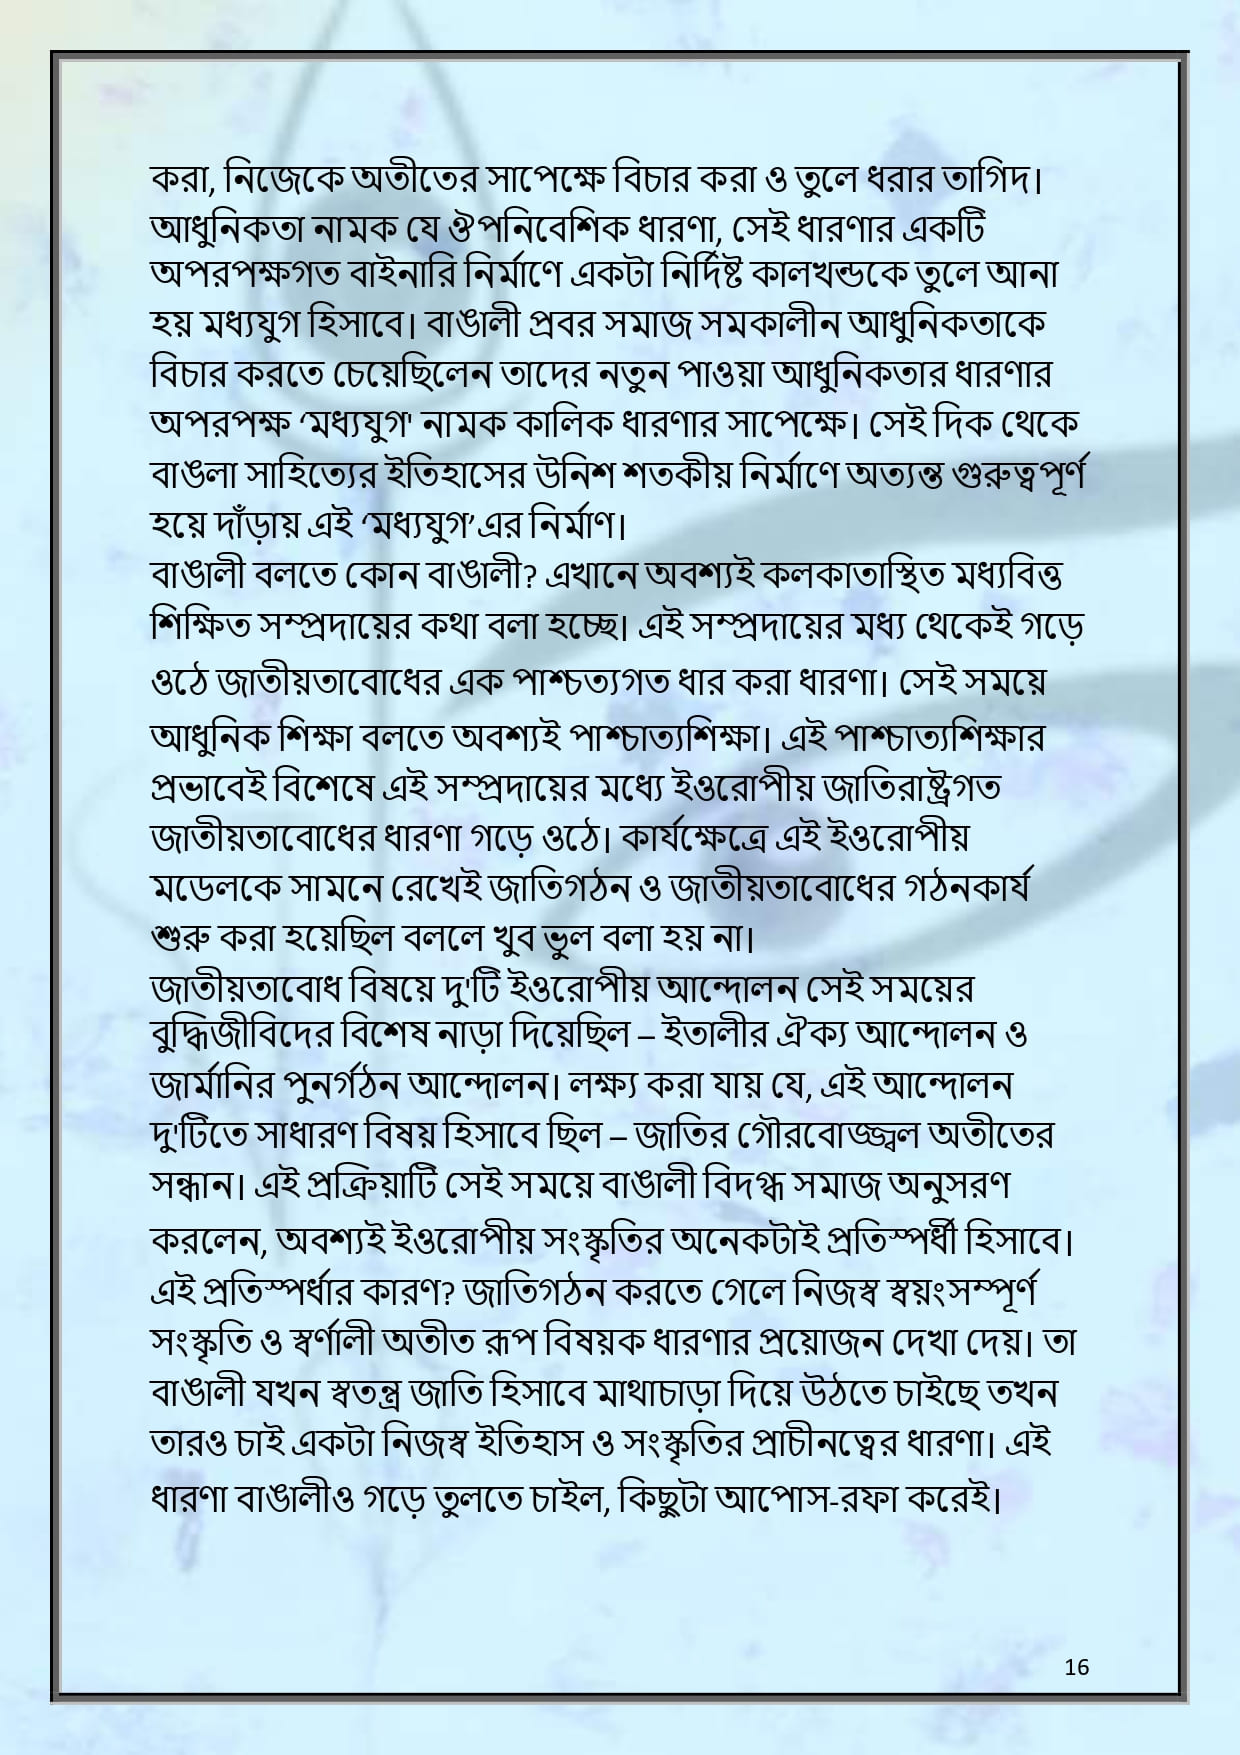 করা, নিজেকে অতীতের সাপেক্ষে বিচার করা ও তুলে ধরার তাগিদ।
আধুনিকতা নামক যে ঔপনিবেশিক ধারণা, সেই ধারণার একটি
অপরপক্ষগত বাইনারি নির্মাণে একটা নির্দিষ্ট কালখন্ডকে তুলে আনা
হয় মধ্যযুগ হিসাবে। বাঙালী প্রবর সমাজ সমকালীন আধুনিকতাকে
বিচার করতে চেয়েছিলেন তাদের নতুন পাওয়া আধুনিকতার ধারণার
অপরপক্ষ ‘মধ্যযুগ' নামক কালিক ধারণার সাপেক্ষে। সেই দিক থেকে
বাঙলা সাহিত্যের ইতিহাসের উনিশ শতকীয় নির্মাণে অত্যন্ত গুরুত্বপূর্ণ
হয়ে দাঁড়ায় এই ‘মধ্যযুগ’এর নির্মাণ।
বাঙালী বলতে কোন বাঙালী? এখানে অবশ্যই কলকাতাস্থিত মধ্যবিত্ত
শিক্ষিত সম্প্রদায়ের কথা বলা হচ্ছে। এই সম্প্রদায়ের মধ্য থেকেই গড়ে
ওঠে জাতীয়তাবোধের এক পাশ্চত্যগত ধার করা ধারণা। সেই সময়ে
আধুনিক শিক্ষা বলতে অবশ্যই পাশ্চাত্যশিক্ষা। এই পাশ্চাত্যশিক্ষার
প্রভাবেই বিশেষে এই সম্প্রদায়ের মধ্যে ইওরোপীয় জাতিরাষ্ট্রগত
জাতীয়তাবোধের ধারণা গড়ে ওঠে। কার্যক্ষেত্রে এই ইওরোপীয়
মডেলকে সামনে রেখেই জাতিগঠন ও জাতীয়তাবোধের গঠনকার্য
শুরু করা হয়েছিল বললে খুব ভুল বলা হয় না।
জাতীয়তাবোধ বিষয়ে দু'টি ইওরোপীয় আন্দোলন সেই সময়ের
বুদ্ধিজীবিদের বিশেষ নাড়া দিয়েছিল – ইতালীর ঐক্য আন্দোলন ও
জার্মানির পুনর্গঠন আন্দোলন। লক্ষ্য করা যায় যে, এই আন্দোলন
দু'টিতে সাধারণ বিষয় হিসাবে ছিল – জাতির গৌরবোজ্জ্বল অতীতের
সন্ধান। এই প্রক্রিয়াটি সেই সময়ে বাঙালী বিদগ্ধ সমাজ অনুসরণ
করলেন, অবশ্যই ইওরোপীয় সংস্কৃতির অনেকটাই প্রতিস্পর্ধী হিসাবে।
এই প্রতিস্পর্ধার কারণ? জাতিগঠন করতে গেলে নিজস্ব স্বয়ংসম্পূর্ণ
সংস্কৃতি ও স্বর্ণালী অতীত রূপ বিষয়ক ধারণার প্রয়োজন দেখা দেয়। তা
বাঙালী যখন স্বতন্ত্র জাতি হিসাবে মাথাচাড়া দিয়ে উঠতে চাইছে তখন
তারও চাই একটা নিজস্ব ইতিহাস ও সংস্কৃতির প্রাচীনত্বের ধারণা। এই
ধারণা বাঙালীও গড়ে তুলতে চাইল, কিছুটা আপোস-রফা করেই।
16